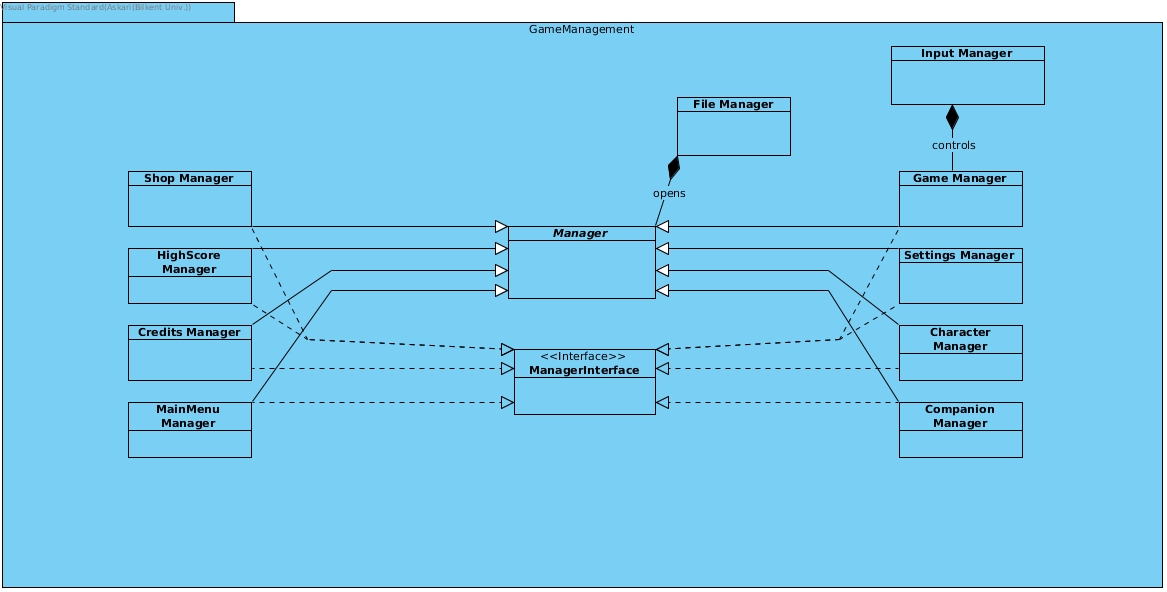 Visual Paradigm Standard(Askari(Bilkent Univ.))
GameManagement
Input Manager
File Manager
controls
Shop Manager
opens
Game Manager
Manager
HighScore
Manager
Settings Manager
Credits Manager
Character
Manager
<<Interface>>
ManagerInterface
MainMenu
Manager
Companion
Manager